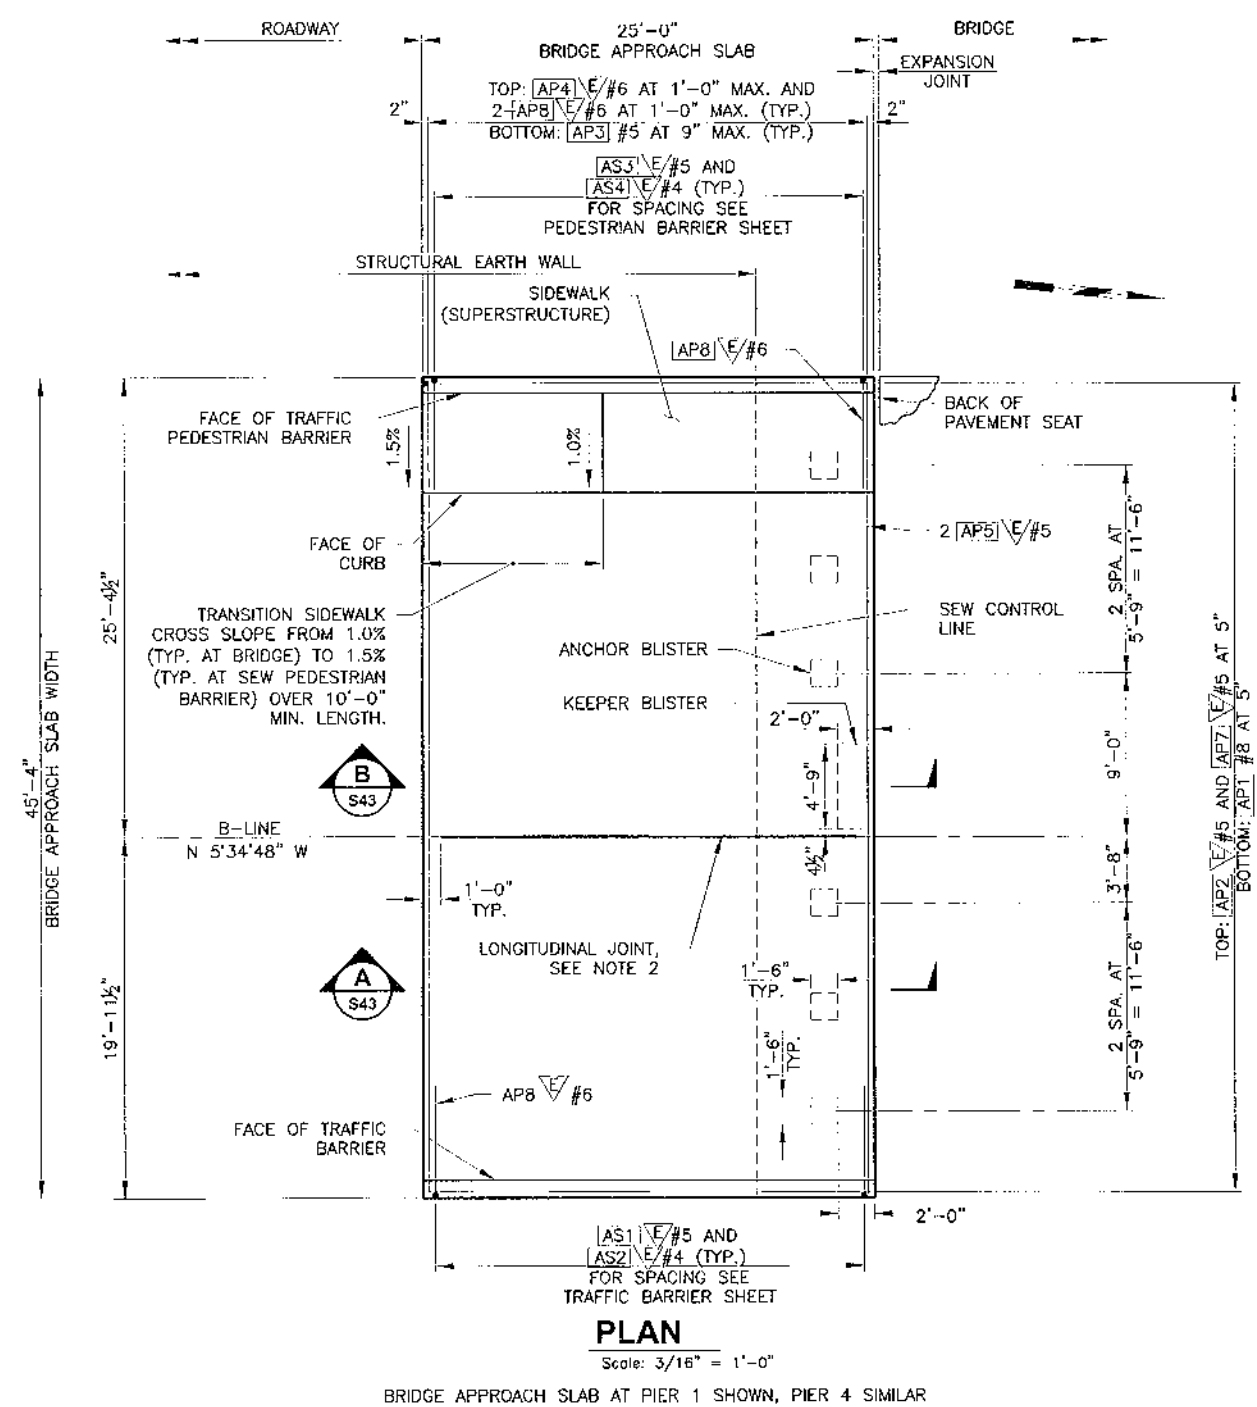 ROADWAY
25'-0"
BRIDGE APPROACH SLAB
BRIDGE
EXPANSION
JOINT
TOP: AP4 E #6 AT 1'-0" MAX. AND
2-AP8 E #6 AT 1'-0" MAX. (TYP.)
BOTTOM: AP3 #5 AT 9" MAX. (TYP.)
2"
2"
AS3 E #5 AND
AS4 E #4 (TYP.)
FOR SPACING SEE
PEDESTRIAN BARRIER SHEET
STRUCTURAL EARTH WALL
SIDEWALK
(SUPERSTRUCTURE)
AP8 E #6
FACE OF TRAFFIC
PEDESTRIAN BARRIER
1.5%
1.0%
BACK OF
PAVEMENT SEAT
2 AP5 E #5
FACE OF
CURB
2 SPA. AT
5'-9" = 11'-6"
TRANSITION SIDEWALK
CROSS SLOPE FROM 1.0%
(TYP. AT BRIDGE) TO 1.5%
(TYP. AT SEW PEDESTRIAN
BARRIER) OVER 10'-0"
MIN. LENGTH.
SEW CONTROL
LINE
ANCHOR BLISTER
KEEPER BLISTER
2'-0"
4'-9"
9'-0"
25'-4½"
45'-4"
BRIDGE APPROACH SLAB WIDTH
TOP: AP2 E #5 AND AP7 E #5 AT 5"
BOTTOM: AP1 #8 AT 5"
B
S43
B-LINE
N 5°34'48" W
4½"
3'-8"
1'-0"
TYP.
LONGITUDINAL JOINT,
SEE NOTE 2
A
S43
1'-6"
TYP.
2 SPA. AT
5'-9" = 11'-6"
19'-11½"
1'-6"
TYP.
AP8 E #6
FACE OF TRAFFIC
BARRIER
2'-0"
AS1 E #5 AND
AS2 E #4 (TYP.)
FOR SPACING SEE
TRAFFIC BARRIER SHEET
PLAN
Scale: 3/16" = 1'-0"
BRIDGE APPROACH SLAB AT PIER 1 SHOWN, PIER 4 SIMILAR